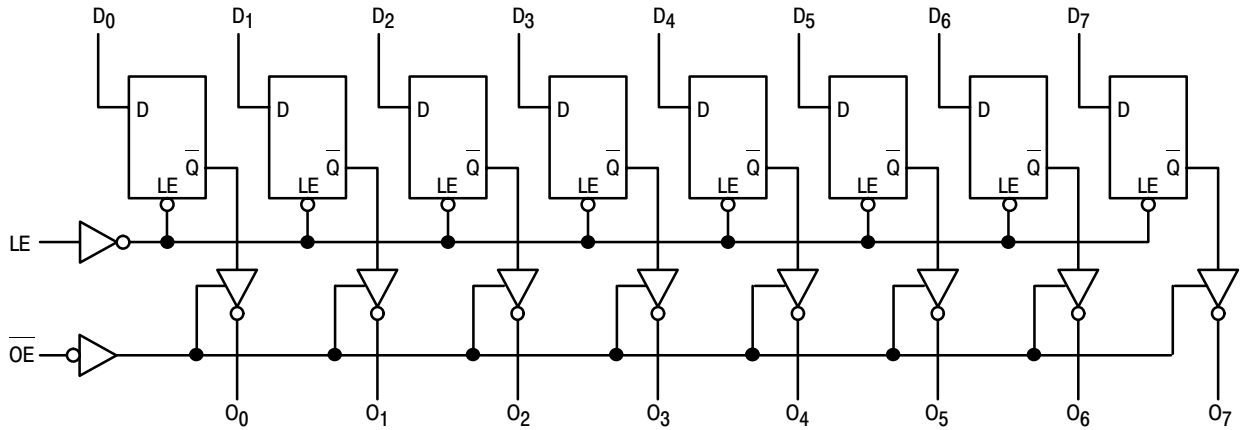 D₀ D₁ D₂ D₃ D₄ D₅ D₆ D₇
D D D D D D D D
Q̅ Q̅ Q̅ Q̅ Q̅ Q̅ Q̅ Q̅
LE LE LE LE LE LE LE LE
LE
O̅E̅
O₀ O₁ O₂ O₃ O₄ O₅ O₆ O₇